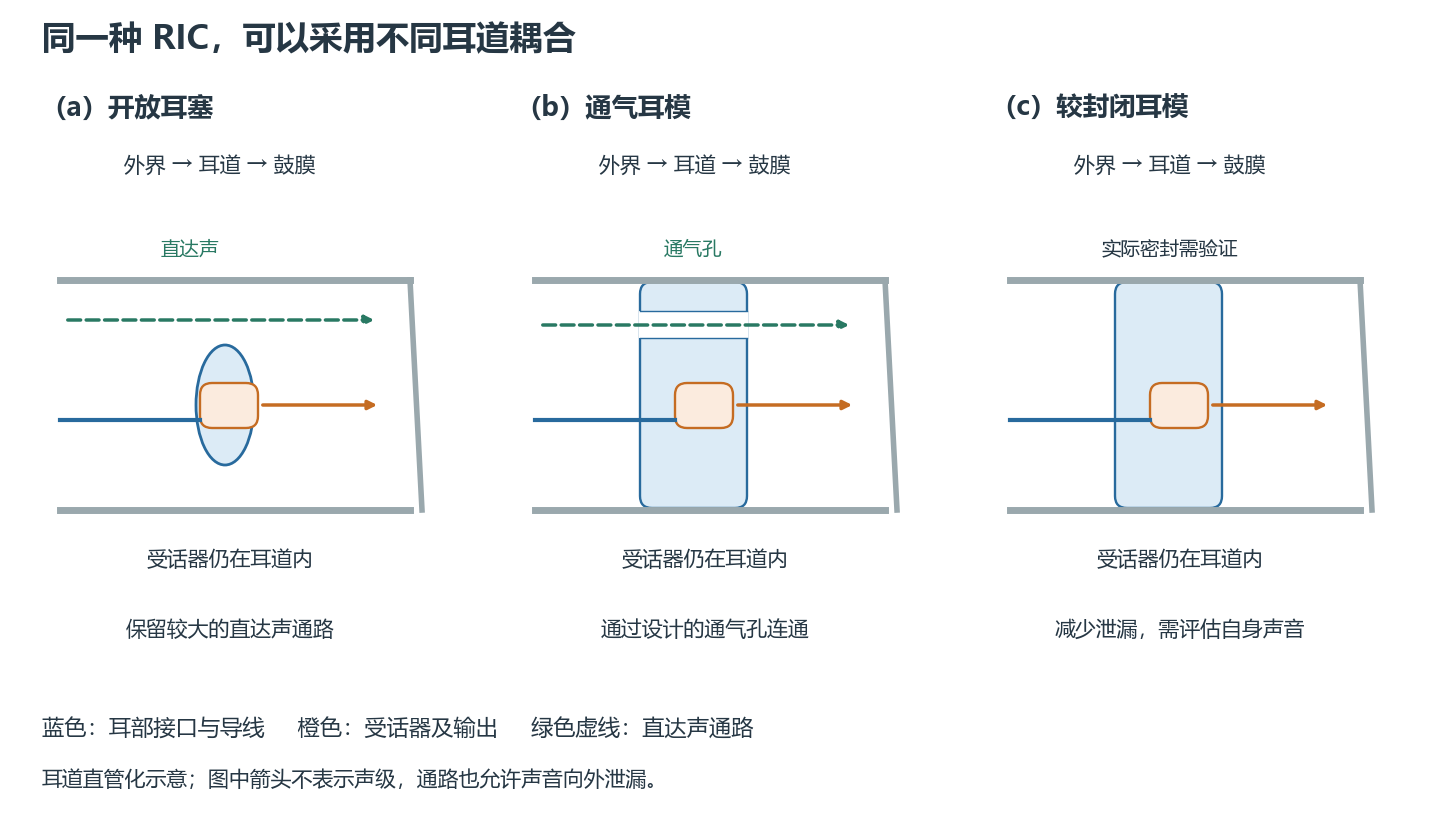 同一种 RIC，可以采用不同耳道耦合
（a）开放耳塞
（b）通气耳模
（c）较封闭耳模
外界 → 耳道 → 鼓膜
外界 → 耳道 → 鼓膜
外界 → 耳道 → 鼓膜
直达声
通气孔
实际密封需验证
受话器仍在耳道内
受话器仍在耳道内
受话器仍在耳道内
保留较大的直达声通路
通过设计的通气孔连通
减少泄漏，需评估自身声音
蓝色：耳部接口与导线 橙色：受话器及输出 绿色虚线：直达声通路
耳道直管化示意；图中箭头不表示声级，通路也允许声音向外泄漏。